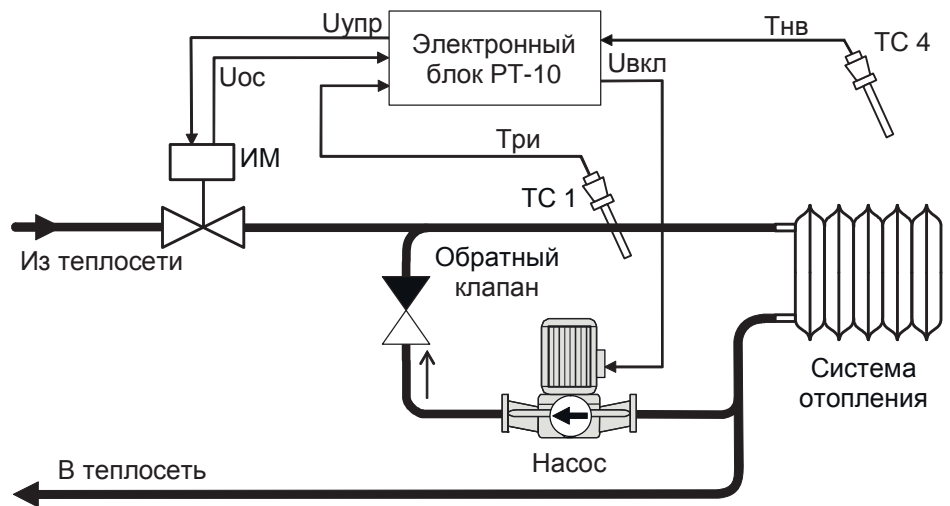 Uупр
Электронный
блок РТ-10
Тнв
ТС 4
Uос
Uвкл
ИМ
Три
ТС 1
Из теплосети
Обратный
клапан
Система
отопления
Насос
В теплосеть